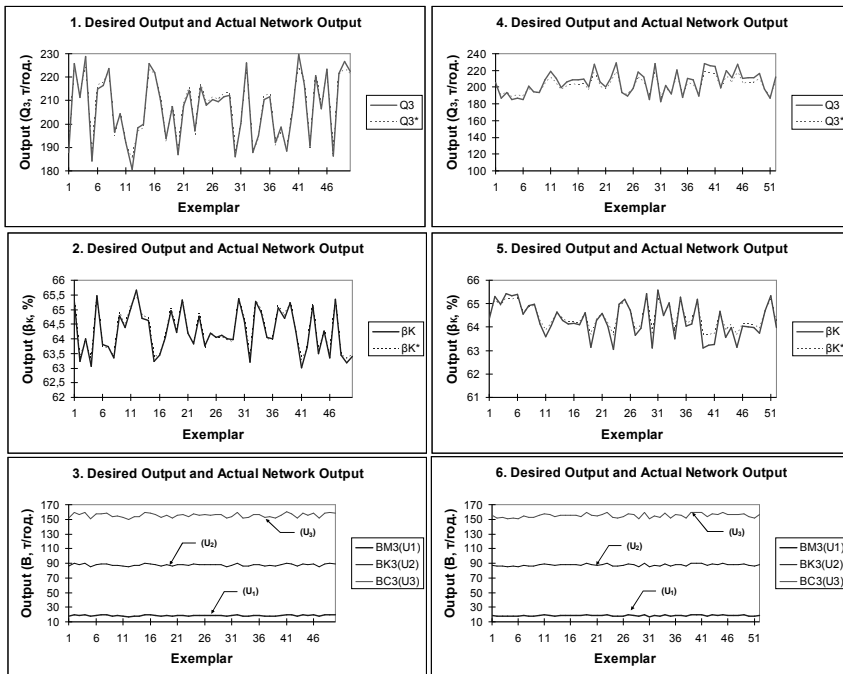 1. Desired Output and Actual Network Output
Output (Q₃, т/год.)
230
220
210
200
190
180
1 6 11 16 21 26 31 36 41 46
Exemplar
Q3
Q3*
4. Desired Output and Actual Network Output
Output (Q₃, т/год.)
240
220
200
180
160
140
120
100
1 6 11 16 21 26 31 36 41 46 51
Exemplar
Q3
Q3*
2. Desired Output and Actual Network Output
Output (βк, %)
66
65,5
65
64,5
64
63,5
63
62,5
62
1 6 11 16 21 26 31 36 41 46
Exemplar
βK
βK*
5. Desired Output and Actual Network Output
Output (βк, %)
66
65
64
63
62
61
1 6 11 16 21 26 31 36 41 46 51
Exemplar
βK
βK*
3. Desired Output and Actual Network Output
Output (B, т/год.)
170
150
130
110
90
70
50
30
10
(U₃)
(U₂)
(U₁)
1 6 11 16 21 26 31 36 41 46
Exemplar
BM3(U1)
BK3(U2)
BC3(U3)
6. Desired Output and Actual Network Output
Output (B, т/год.)
170
150
130
110
90
70
50
30
10
(U₃)
(U₂)
(U₁)
1 6 11 16 21 26 31 36 41 46 51
Exemplar
BM3(U1)
BK3(U2)
BC3(U3)